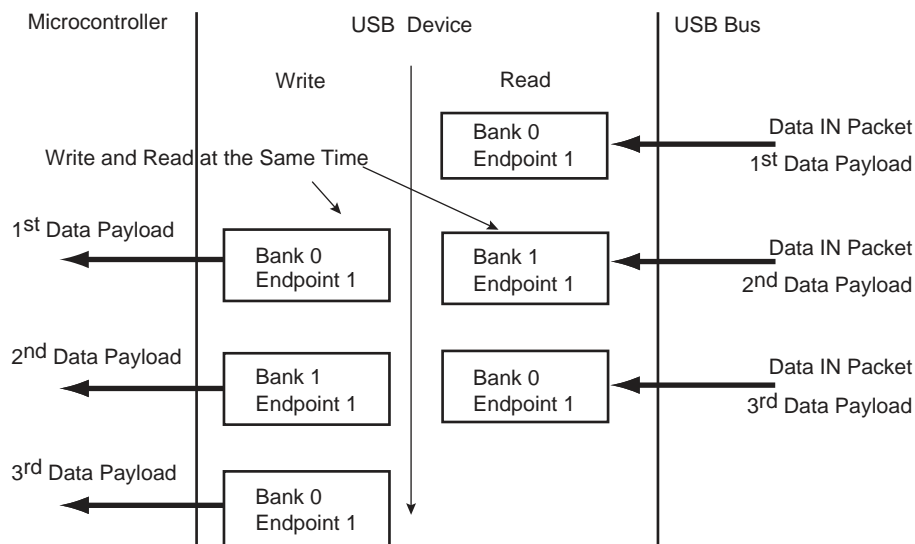 Microcontroller
USB Device
USB Bus
Write
Read
Bank 0
Endpoint 1
Data IN Packet
1st Data Payload
Write and Read at the Same Time
1st Data Payload
Bank 0
Endpoint 1
Bank 1
Endpoint 1
Data IN Packet
2nd Data Payload
2nd Data Payload
Bank 1
Endpoint 1
Bank 0
Endpoint 1
Data IN Packet
3rd Data Payload
3rd Data Payload
Bank 0
Endpoint 1